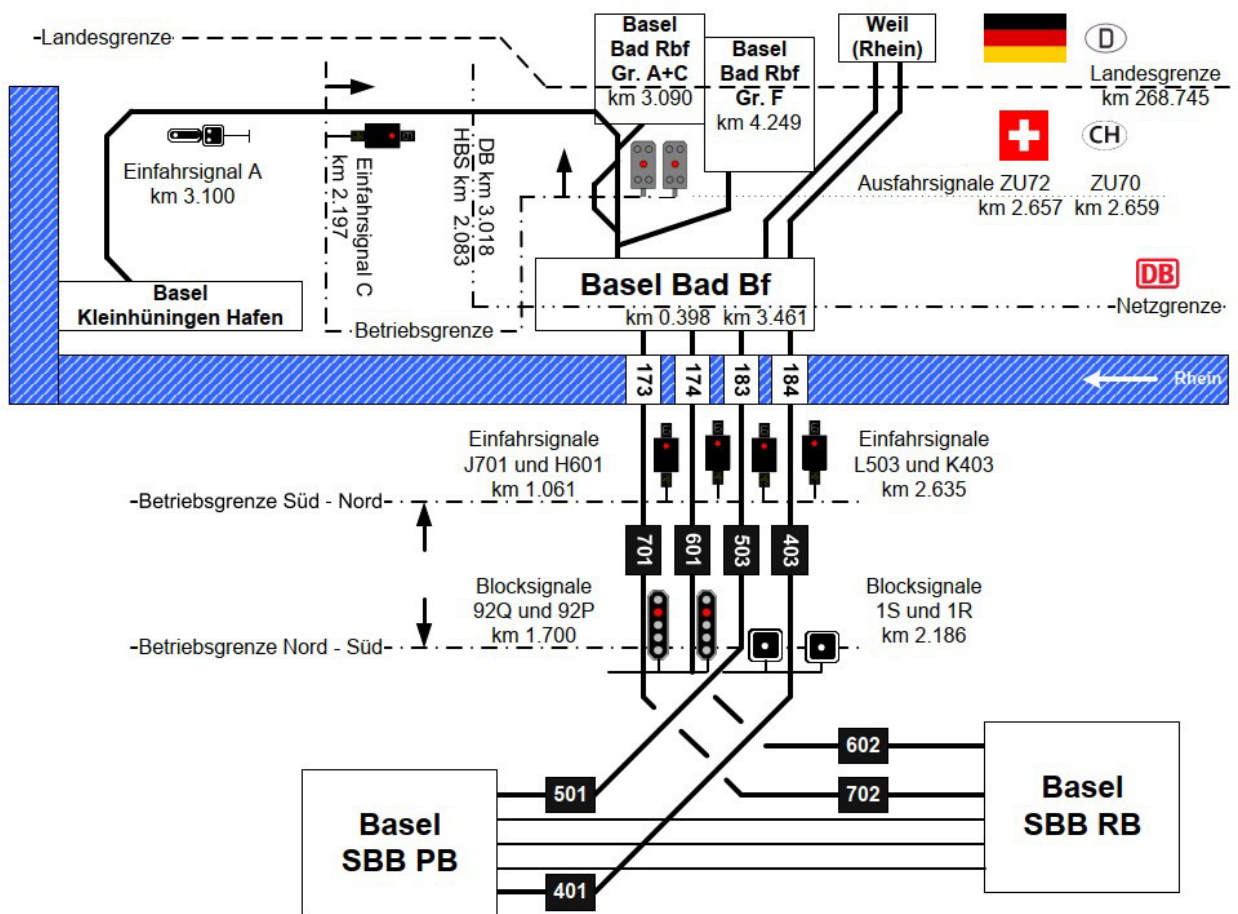 -Landesgrenze-
Basel
Bad Rbf
Gr. A+C
km 3.090
Basel
Bad Rbf
Gr. F
km 4.249
Weil
(Rhein)
D
Landesgrenze
km 268.745
CH
Einfahrsignal A
km 3.100
Einfahrsignal C
km 2.197
DB km 3.018
HBS km 2.083
Ausfahrsignale ZU72 ZU70
km 2.657 km 2.659
Basel
Kleinhüningen Hafen
-Betriebsgrenze
Basel Bad Bf
km 0.398 km 3.461
DB
-Netzgrenze-
173
174
183
184
Rhein
Einfahrsignale
J701 und H601
km 1.061
Einfahrsignale
L503 und K403
km 2.635
-Betriebsgrenze Süd - Nord-
701
601
503
403
Blocksignale
92Q und 92P
km 1.700
Blocksignale
1S und 1R
km 2.186
-Betriebsgrenze Nord - Süd-
602
501
702
Basel
SBB PB
Basel
SBB RB
401